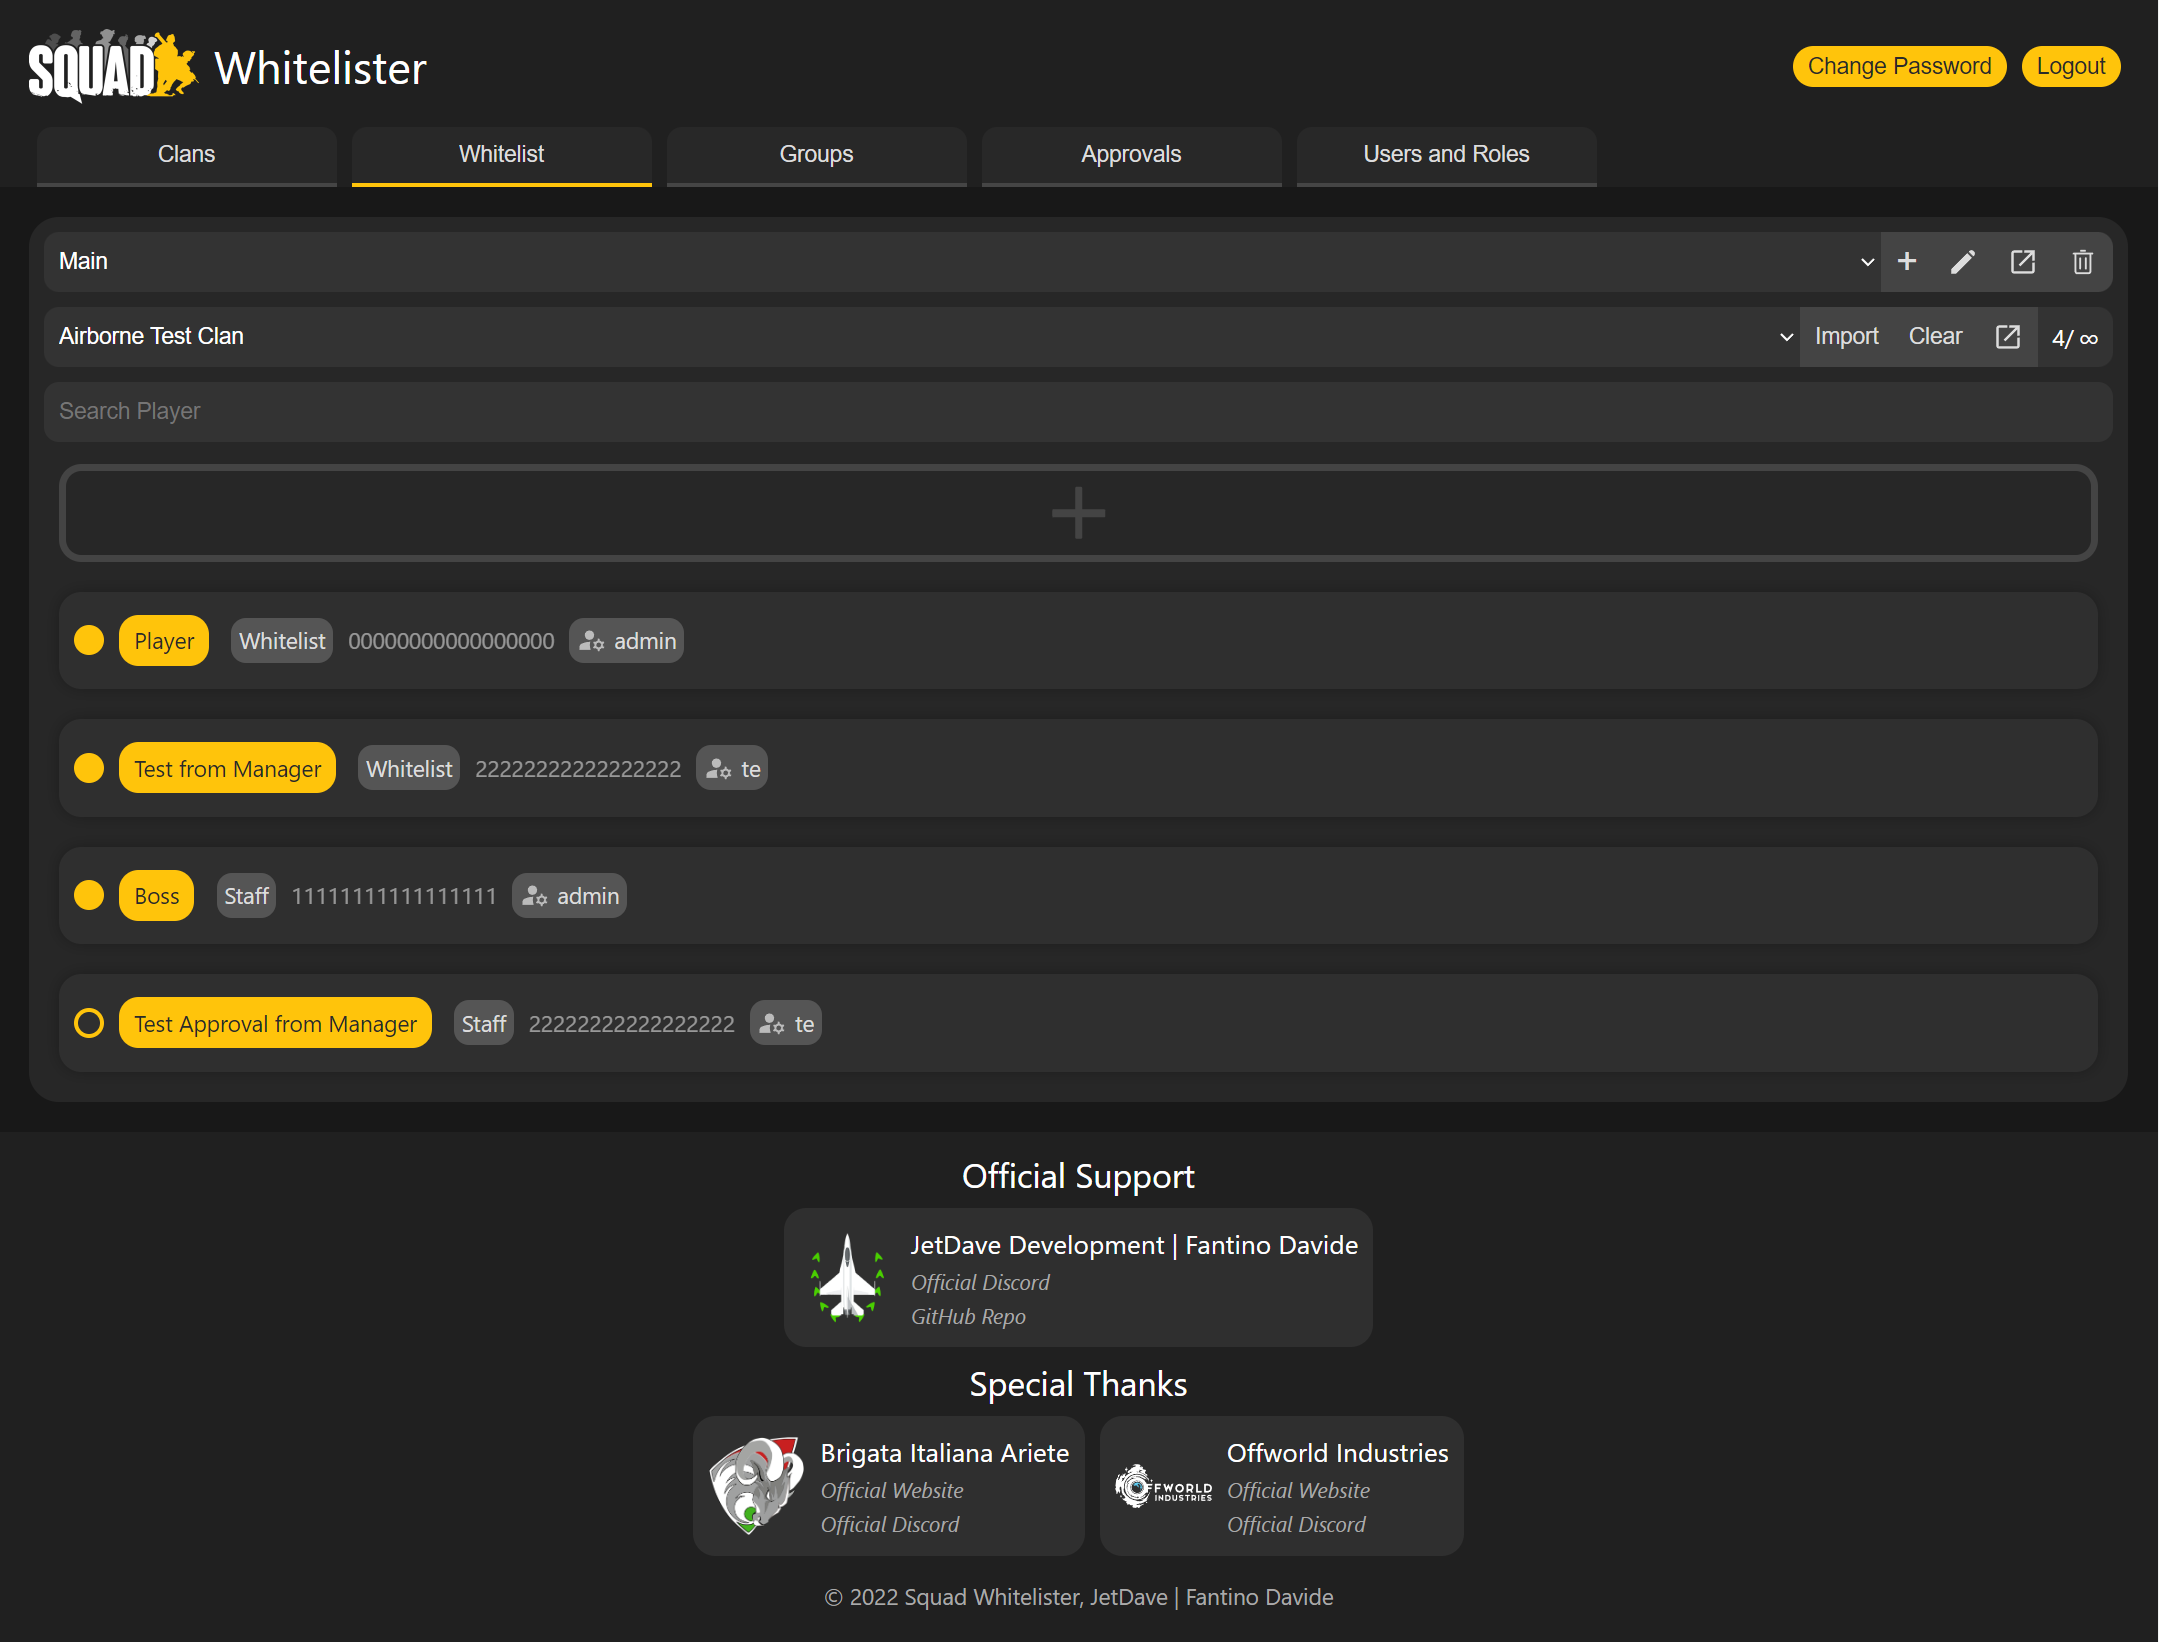 SQUAD Whitelister
Change Password Logout
Clans Whitelist Groups Approvals Users and Roles
Main
Airborne Test Clan Import Clear 4/ ∞
Search Player
Player Whitelist 00000000000000000 admin
Test from Manager Whitelist 22222222222222222 te
Boss Staff 11111111111111111 admin
Test Approval from Manager Staff 22222222222222222 te
Official Support
JetDave Development | Fantino Davide
Official Discord
GitHub Repo
Special Thanks
Brigata Italiana Ariete
Official Website
Official Discord
OFFWORLD
INDUSTRIES
Offworld Industries
Official Website
Official Discord
© 2022 Squad Whitelister, JetDave | Fantino Davide